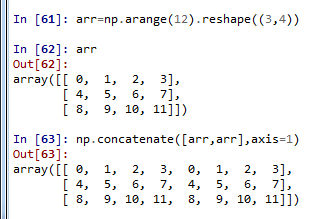 In [61]: arr=np.arange(12).reshape((3,4))
In [62]: arr
Out[62]:
array([[ 0,  1,  2,  3],
       [ 4,  5,  6,  7],
       [ 8,  9, 10, 11]])
In [63]: np.concatenate([arr,arr],axis=1)
Out[63]:
array([[ 0,  1,  2,  3,  0,  1,  2,  3],
       [ 4,  5,  6,  7,  4,  5,  6,  7],
       [ 8,  9, 10, 11,  8,  9, 10, 11]])